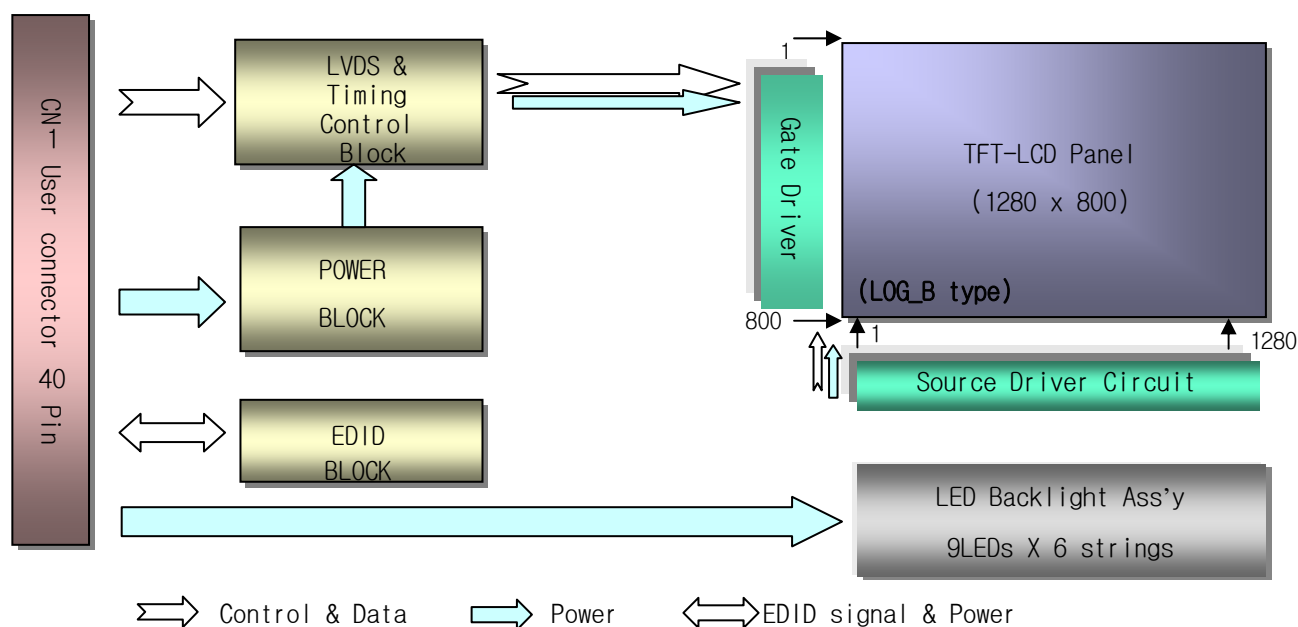 CN-1 User connector 40 Pin
LVDS &
Timing
Control
Block
POWER
BLOCK
EDID
BLOCK
1
Gate Driver
800
TFT-LCD Panel
(1280 x 800)
(LOG_B type)
1
1280
Source Driver Circuit
LED Backlight Ass’y
9LEDs X 6 strings
Control & Data
Power
EDID signal & Power